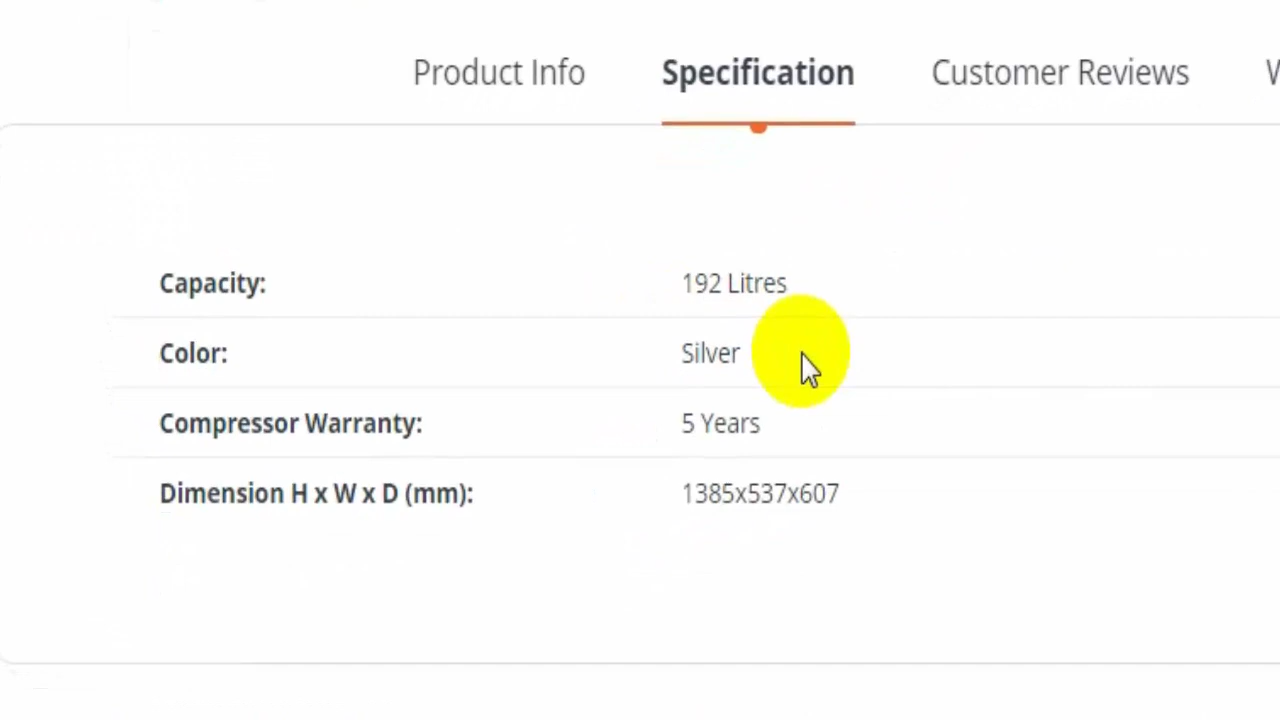 Product Info Specification Customer Reviews
Capacity: 192 Litres
Color: Silver
Compressor Warranty: 5 Years
Dimension H x W x D (mm): 1385x537x607